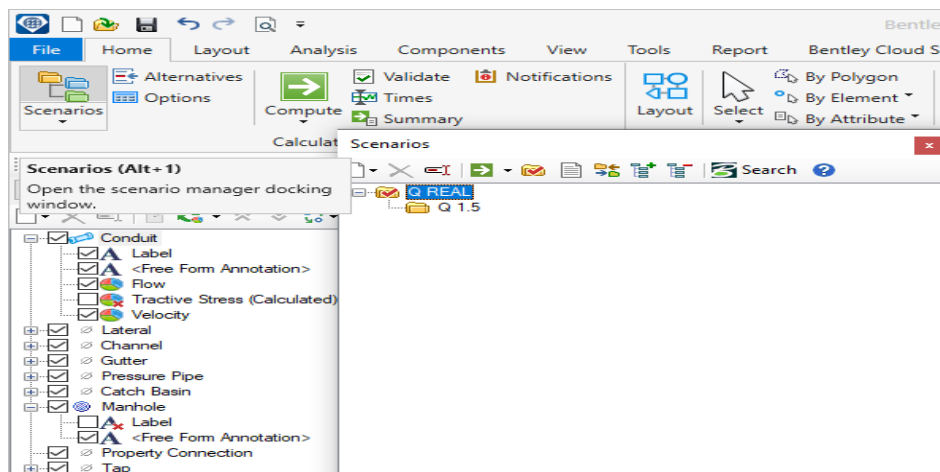 Bentle
File Home Layout Analysis Components View Tools Report Bentley Cloud S
Alternatives Validate Notifications By Polygon
Options Times By Element
Scenarios Compute Summary Layout Select By Attribute
Calculat
Scenarios
Scenarios (Alt+1)
Search
Open the scenario manager docking
window.
Q REAL
Q 1.5
Conduit
Label
<Free Form Annotation>
Flow
Tractive Stress (Calculated)
Velocity
Lateral
Channel
Gutter
Pressure Pipe
Catch Basin
Manhole
Label
<Free Form Annotation>
Property Connection
Tap